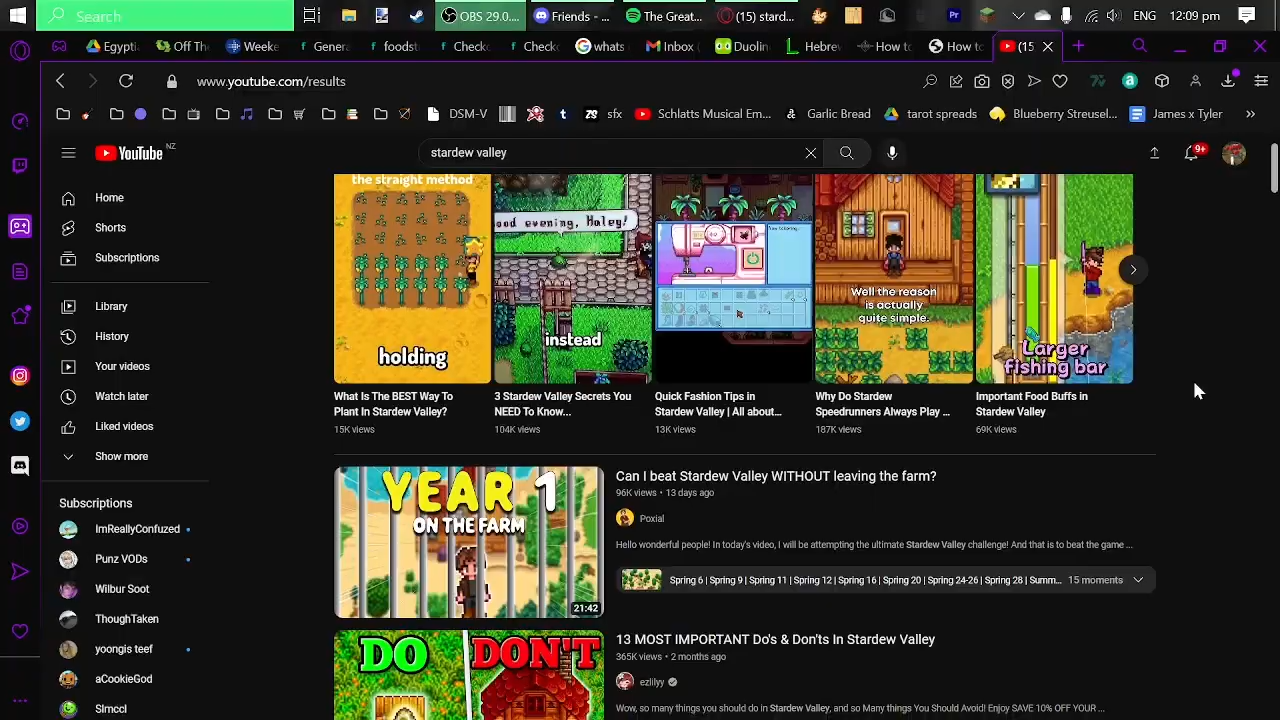 Search
OBS 29.0....
Friends - ...
The Great...
(15) stard...
Pr
ENG
12:09 pm
Egypti
Off Th
Weeke
Genera
foodst
Checko
Checko
whats
Inbox (
Duolin
Hebrew
How to
How to
(15
www.youtube.com/results
DSM-V
sfx
Schlatts Musical Em...
Garlic Bread
tarot spreads
Blueberry Streusel...
James x Tyler
YouTube NZ
stardew valley
9+
Home
Shorts
Subscriptions
Library
History
Your videos
Watch later
Liked videos
Show more
Subscriptions
ImReallyConfuzed
Punz VODs
Wilbur Soot
ThoughTaken
yoongis teef
aCookieGod
Slmccl
the straight method
holding
ood evening, Haley!
instead
Well the reason
is actually
quite simple.
Larger
fishing bar
What Is The BEST Way To
Plant In Stardew Valley?
15K views
3 Stardew Valley Secrets You
NEED To Know...
104K views
Quick Fashion Tips in
Stardew Valley | All about...
13K views
Why Do Stardew
Speedrunners Always Play ...
187K views
Important Food Buffs in
Stardew Valley
69K views
YEAR 1
ON THE FARM
21:42
Can I beat Stardew Valley WITHOUT leaving the farm?
96K views • 13 days ago
Poxial
Hello wonderful people! In today's video, I will be attempting the ultimate Stardew Valley challenge! And that is to beat the game ...
Spring 6 | Spring 9 | Spring 11 | Spring 12 | Spring 16 | Spring 20 | Spring 24-26 | Spring 28 | Summ...
15 moments
DO
DON'T
13 MOST IMPORTANT Do's & Don'ts In Stardew Valley
365K views • 2 months ago
ezlilyy
Wow, so many things you should do in Stardew Valley, and so Many things You Should Avoid! Enjoy SAVE 10% OFF YOUR ...